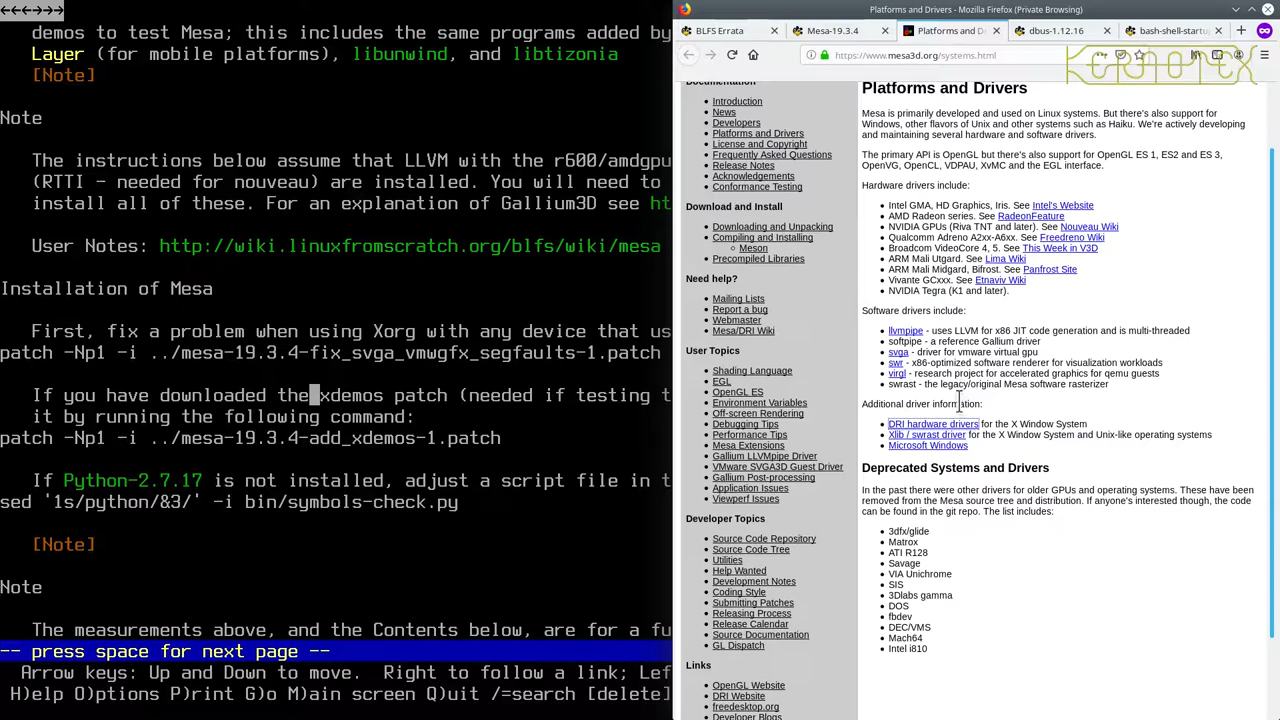 ←←←→→→
demos to test Mesa; this includes the same programs added by
Layer (for mobile platforms), libunwind, and libtizonia
[Note]
Note
The instructions below assume that LLVM with the r600/amdgpu
(RTTI - needed for nouveau) are installed. You will need to
install all of these. For an explanation of Gallium3D see ht
User Notes: http://wiki.linuxfromscratch.org/blfs/wiki/mesa
Installation of Mesa
First, fix a problem when using Xorg with any device that us
patch -Np1 -i ../mesa-19.3.4-fix_svga_vmwgfx_segfaults-1.patch
If you have downloaded the xdemos patch (needed if testing t
it by running the following command:
patch -Np1 -i ../mesa-19.3.4-add_xdemos-1.patch
If Python-2.7.17 is not installed, adjust a script file in t
sed '1s/python/&3/' -i bin/symbols-check.py
[Note]
Note
The measurements above, and the Contents below, are for a fu
-- press space for next page --
Arrow keys: Up and Down to move.  Right to follow a link; Lef
H)elp O)ptions P)rint G)o M)ain screen Q)uit /=search [delete]
Platforms and Drivers - Mozilla Firefox (Private Browsing)
BLFS Errata
Mesa-19.3.4
Platforms and D
dbus-1.12.16
bash-shell-startu
https://www.mesa3d.org/systems.html
Documentation
Introduction
News
Developers
Platforms and Drivers
License and Copyright
Frequently Asked Questions
Release Notes
Acknowledgements
Conformance Testing
Download and Install
Downloading and Unpacking
Compiling and Installing
Meson
Precompiled Libraries
Need help?
Mailing Lists
Report a bug
Webmaster
Mesa/DRI Wiki
User Topics
Shading Language
EGL
OpenGL ES
Environment Variables
Off-screen Rendering
Debugging Tips
Performance Tips
Mesa Extensions
Gallium LLVMpipe Driver
VMware SVGA3D Guest Driver
Gallium Post-processing
Application Issues
Viewperf Issues
Developer Topics
Source Code Repository
Source Code Tree
Utilities
Help Wanted
Development Notes
Coding Style
Submitting Patches
Releasing Process
Release Calendar
Source Documentation
GL Dispatch
Links
OpenGL Website
DRI Website
freedesktop.org
Developer Blogs
Platforms and Drivers
Mesa is primarily developed and used on Linux systems. But there's also support for
Windows, other flavors of Unix and other systems such as Haiku. We're actively developing
and maintaining several hardware and software drivers.
The primary API is OpenGL but there's also support for OpenGL ES 1, ES2 and ES 3,
OpenVG, OpenCL, VDPAU, XvMC and the EGL interface.
Hardware drivers include:
Intel GMA, HD Graphics, Iris. See Intel's Website
AMD Radeon series. See RadeonFeature
NVIDIA GPUs (Riva TNT and later). See Nouveau Wiki
Qualcomm Adreno A2xx-A6xx. See Freedreno Wiki
Broadcom VideoCore 4, 5. See This Week in V3D
ARM Mali Utgard. See Lima Wiki
ARM Mali Midgard, Bifrost. See Panfrost Site
Vivante GCxxx. See Etnaviv Wiki
NVIDIA Tegra (K1 and later).
Software drivers include:
llvmpipe - uses LLVM for x86 JIT code generation and is multi-threaded
softpipe - a reference Gallium driver
svga - driver for vmware virtual gpu
swr - x86-optimized software renderer for visualization workloads
virgl - research project for accelerated graphics for qemu guests
swrast - the legacy/original Mesa software rasterizer
Additional driver information:
DRI hardware drivers for the X Window System
Xlib / swrast driver for the X Window System and Unix-like operating systems
Microsoft Windows
Deprecated Systems and Drivers
In the past there were other drivers for older GPUs and operating systems. These have been
removed from the Mesa source tree and distribution. If anyone's interested though, the code
can be found in the git repo. The list includes:
3dfx/glide
Matrox
ATI R128
Savage
VIA Unichrome
SIS
3Dlabs gamma
DOS
fbdev
DEC/VMS
Mach64
Intel i810